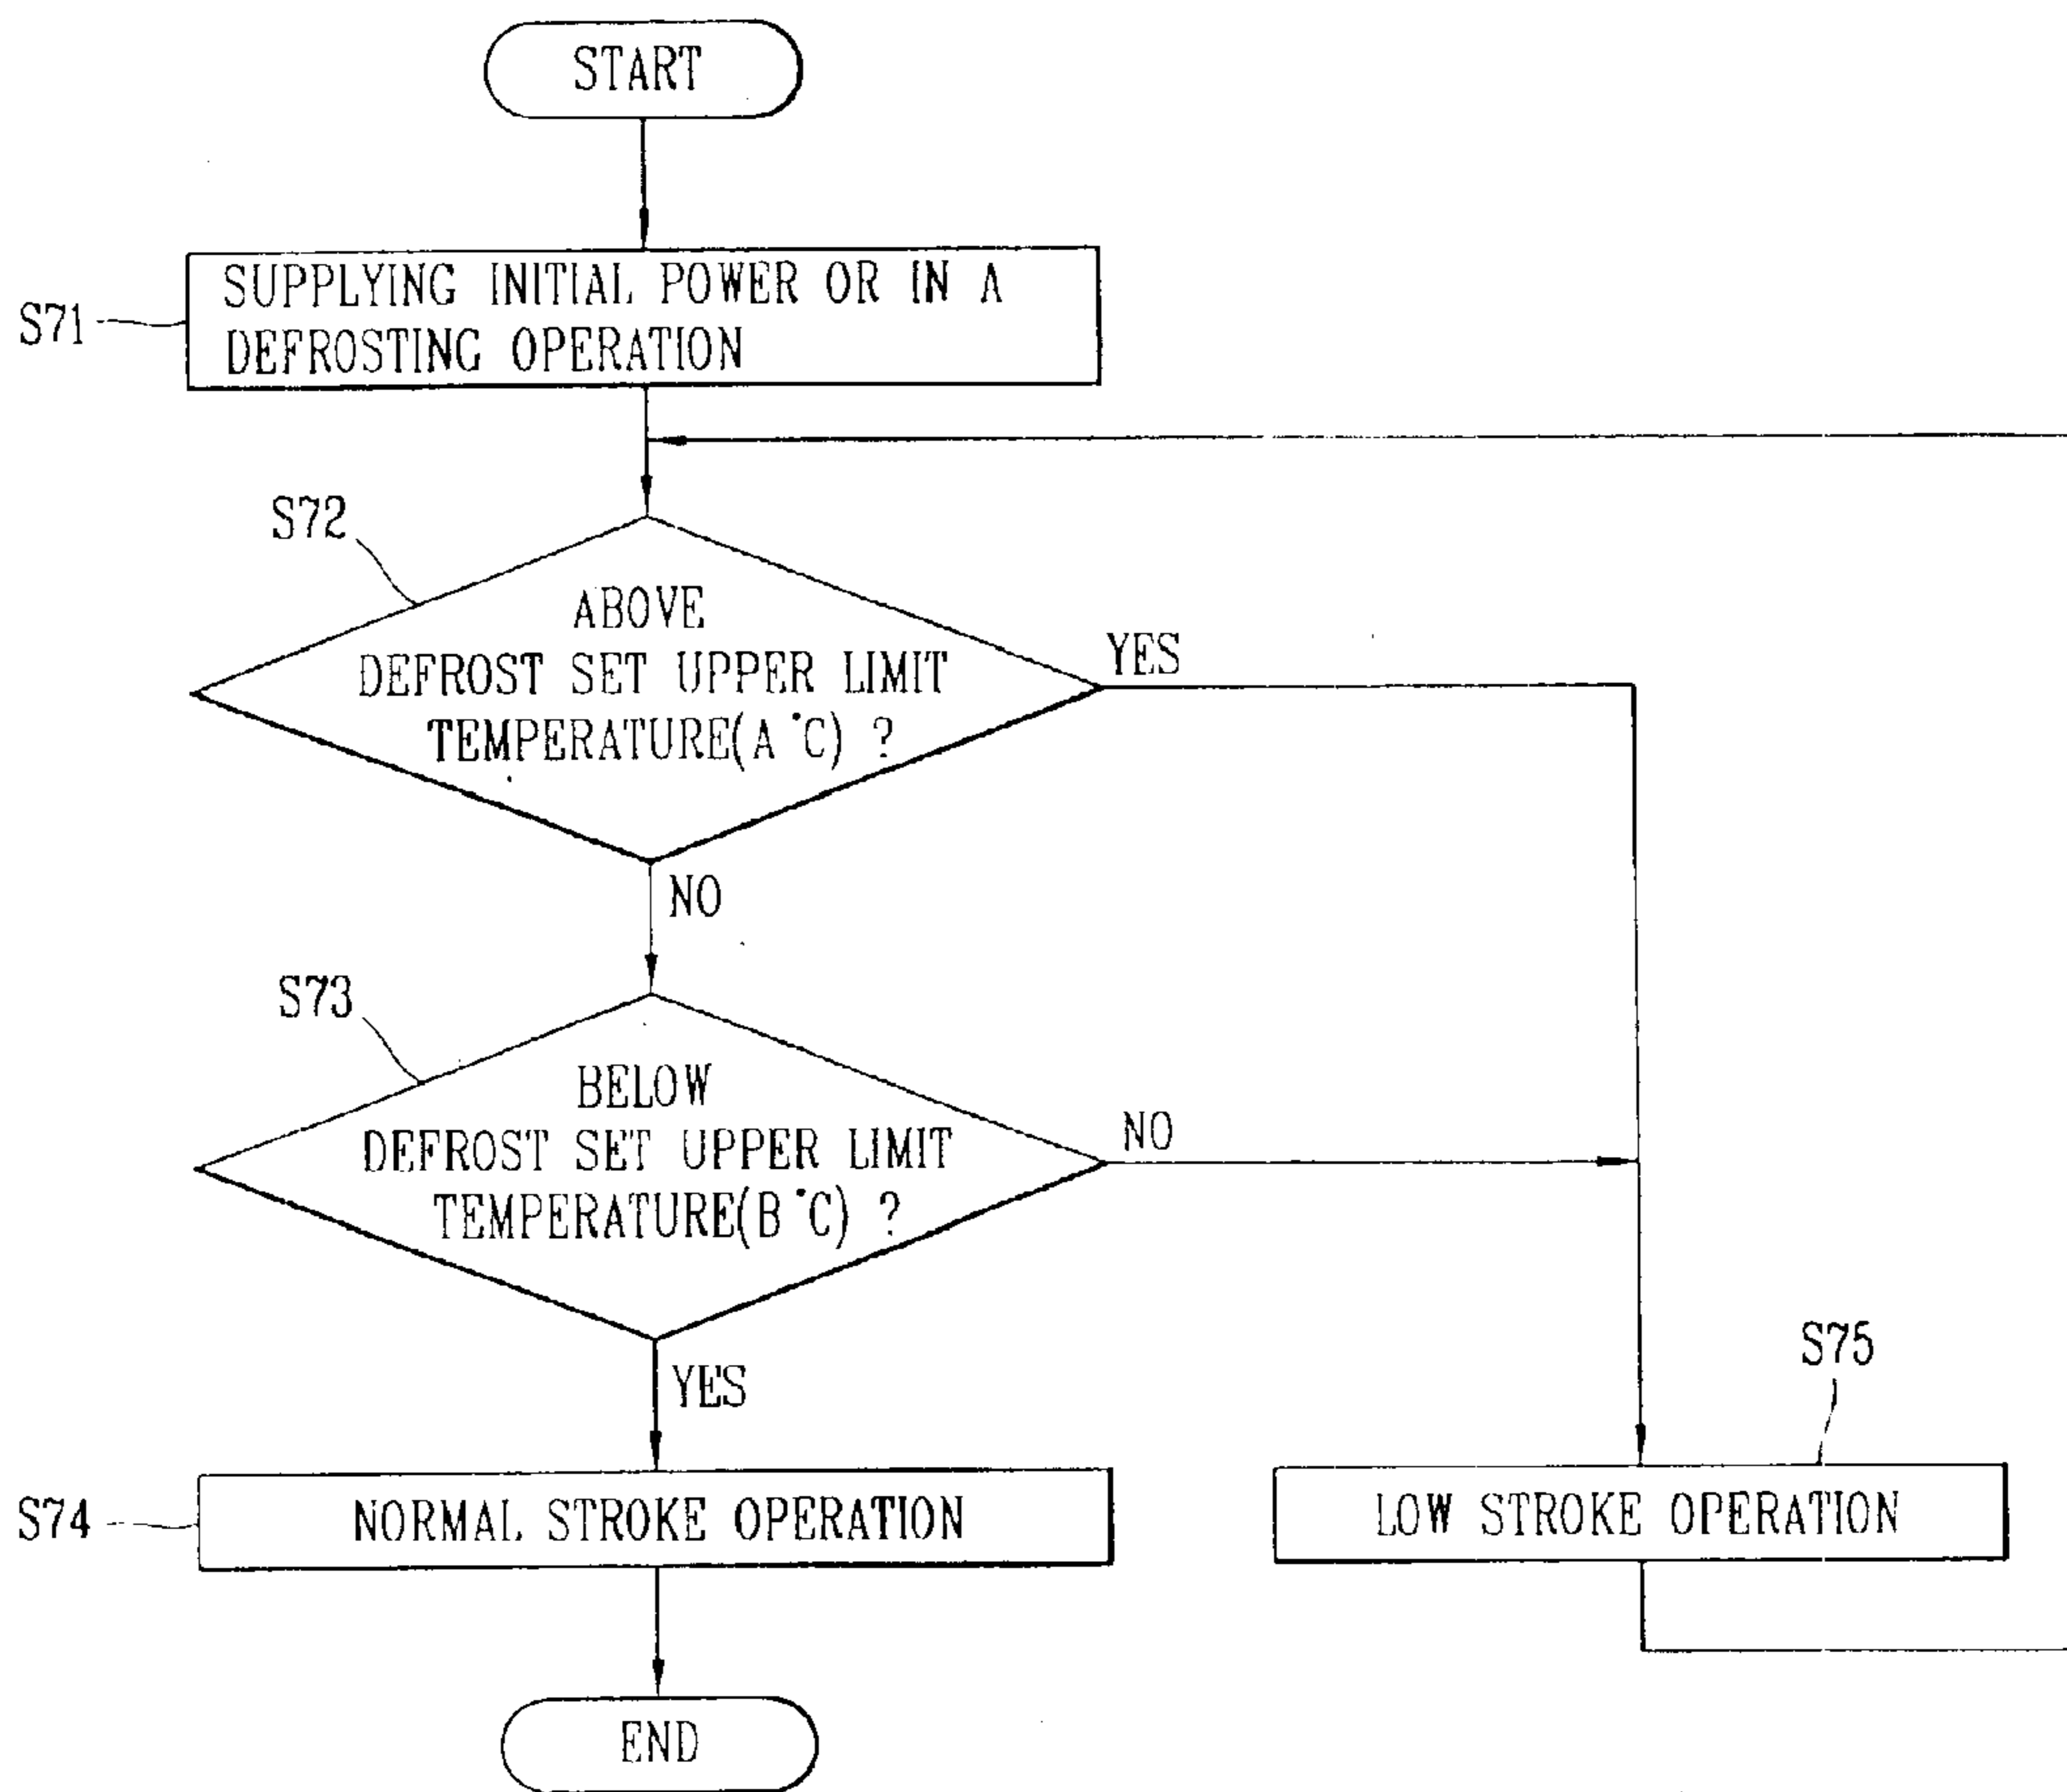 START
S71
SUPPLYING INITIAL POWER OR IN A
DEFROSTING OPERATION
S72
ABOVE
DEFROST SET UPPER LIMIT
TEMPERATURE(A°C) ?
YES
NO
S73
BELOW
DEFROST SET UPPER LIMIT
TEMPERATURE(B°C) ?
NO
YES
S75
S74
NORMAL STROKE OPERATION
LOW STROKE OPERATION
END